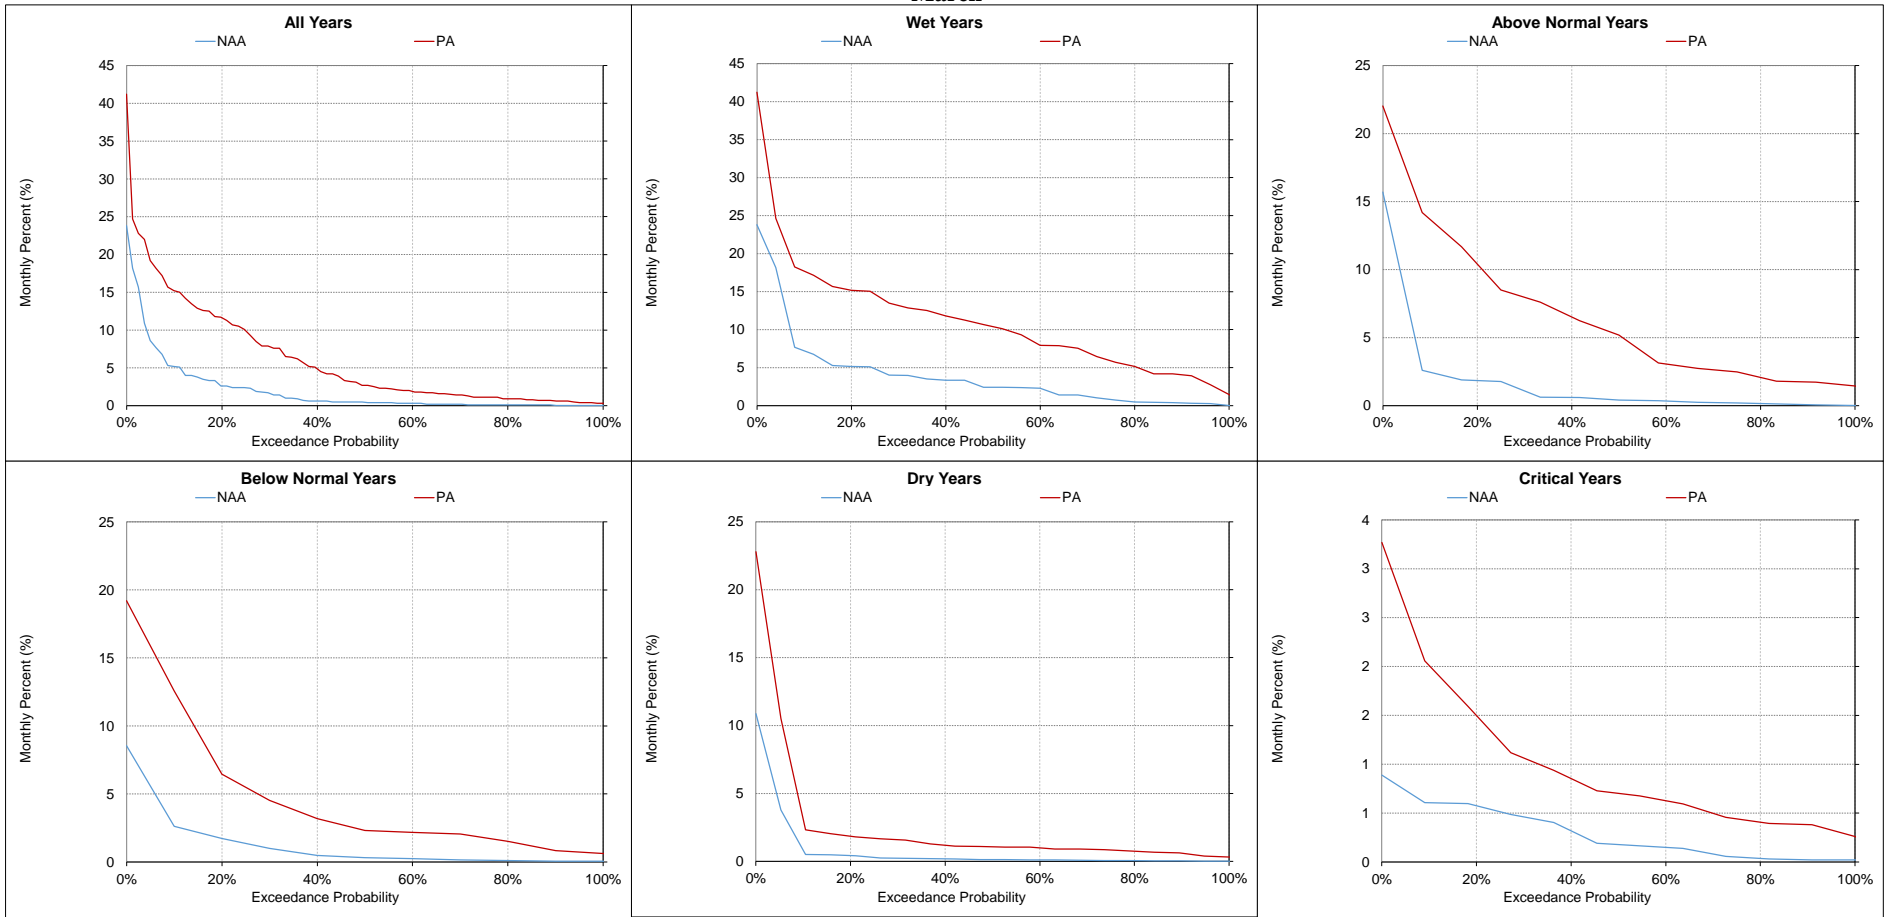 All Years
NAA PA
45
40
35
30
25
20
15
10
5
0
Monthly Percent (%)
0% 20% 40% 60% 80% 100%
Exceedance Probability
Wet Years
NAA PA
45
40
35
30
25
20
15
10
5
0
Monthly Percent (%)
0% 20% 40% 60% 80% 100%
Exceedance Probability
Above Normal Years
NAA PA
25
20
15
10
5
0
Monthly Percent (%)
0% 20% 40% 60% 80% 100%
Exceedance Probability
Below Normal Years
NAA PA
25
20
15
10
5
0
Monthly Percent (%)
0% 20% 40% 60% 80% 100%
Exceedance Probability
Dry Years
NAA PA
25
20
15
10
5
0
Monthly Percent (%)
0% 20% 40% 60% 80% 100%
Exceedance Probability
Critical Years
NAA PA
4
3
3
2
2
1
1
0
Monthly Percent (%)
0% 20% 40% 60% 80% 100%
Exceedance Probability